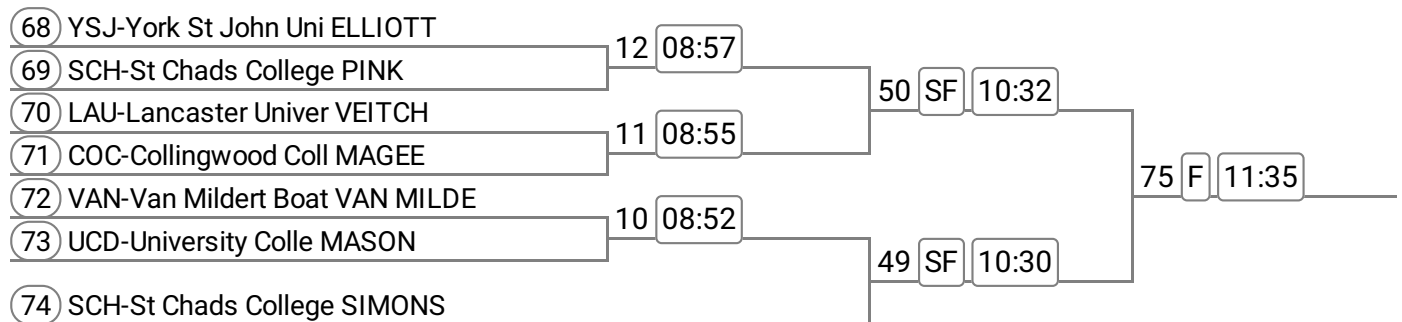 68 YSJ-York St John Uni ELLIOTT
12 08:57
69 SCH-St Chads College PINK
50 SF 10:32
70 LAU-Lancaster Univer VEITCH
11 08:55
71 COC-Collingwood Coll MAGEE
75 F 11:35
72 VAN-Van Mildert Boat VAN MILDE
10 08:52
73 UCD-University Colle MASON
49 SF 10:30
74 SCH-St Chads College SIMONS